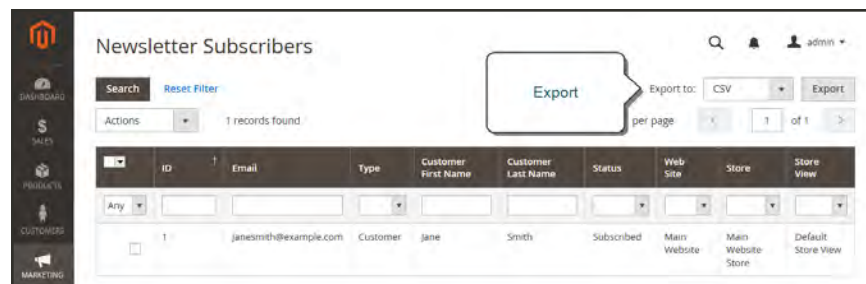 Newsletter Subscribers
admin
Search Reset Filter
Export
Export to: CSV Export
Actions 1 records found
per page 1 of 1
ID Email Type Customer First Name Customer Last Name Status Web Site Store Store View
Any
1 janesmith@example.com Customer Jane Smith Subscribed Main Website Main Website Store Default Store View
DASHBOARD
SALES
PRODUCTS
CUSTOMERS
MARKETING